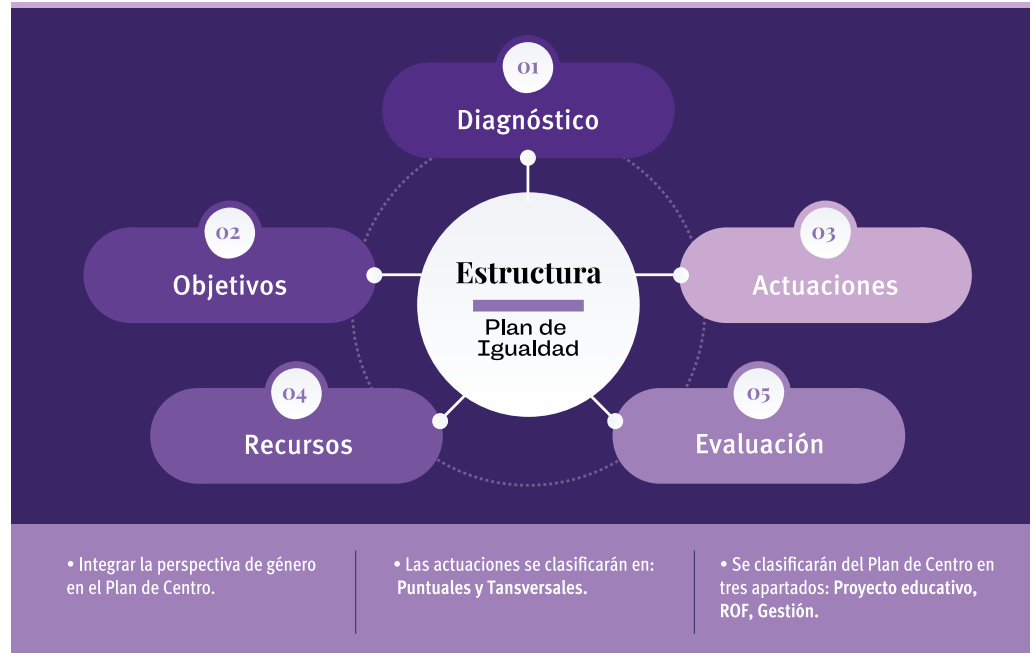 01
Diagnóstico
02
Objetivos
03
Actuaciones
Estructura
Plan de
Igualdad
04
Recursos
05
Evaluación
• Integrar la perspectiva de género
en el Plan de Centro.
• Las actuaciones se clasificarán en:
Puntuales y Tansversales.
• Se clasificarán del Plan de Centro en
tres apartados: Proyecto educativo,
ROF, Gestión.